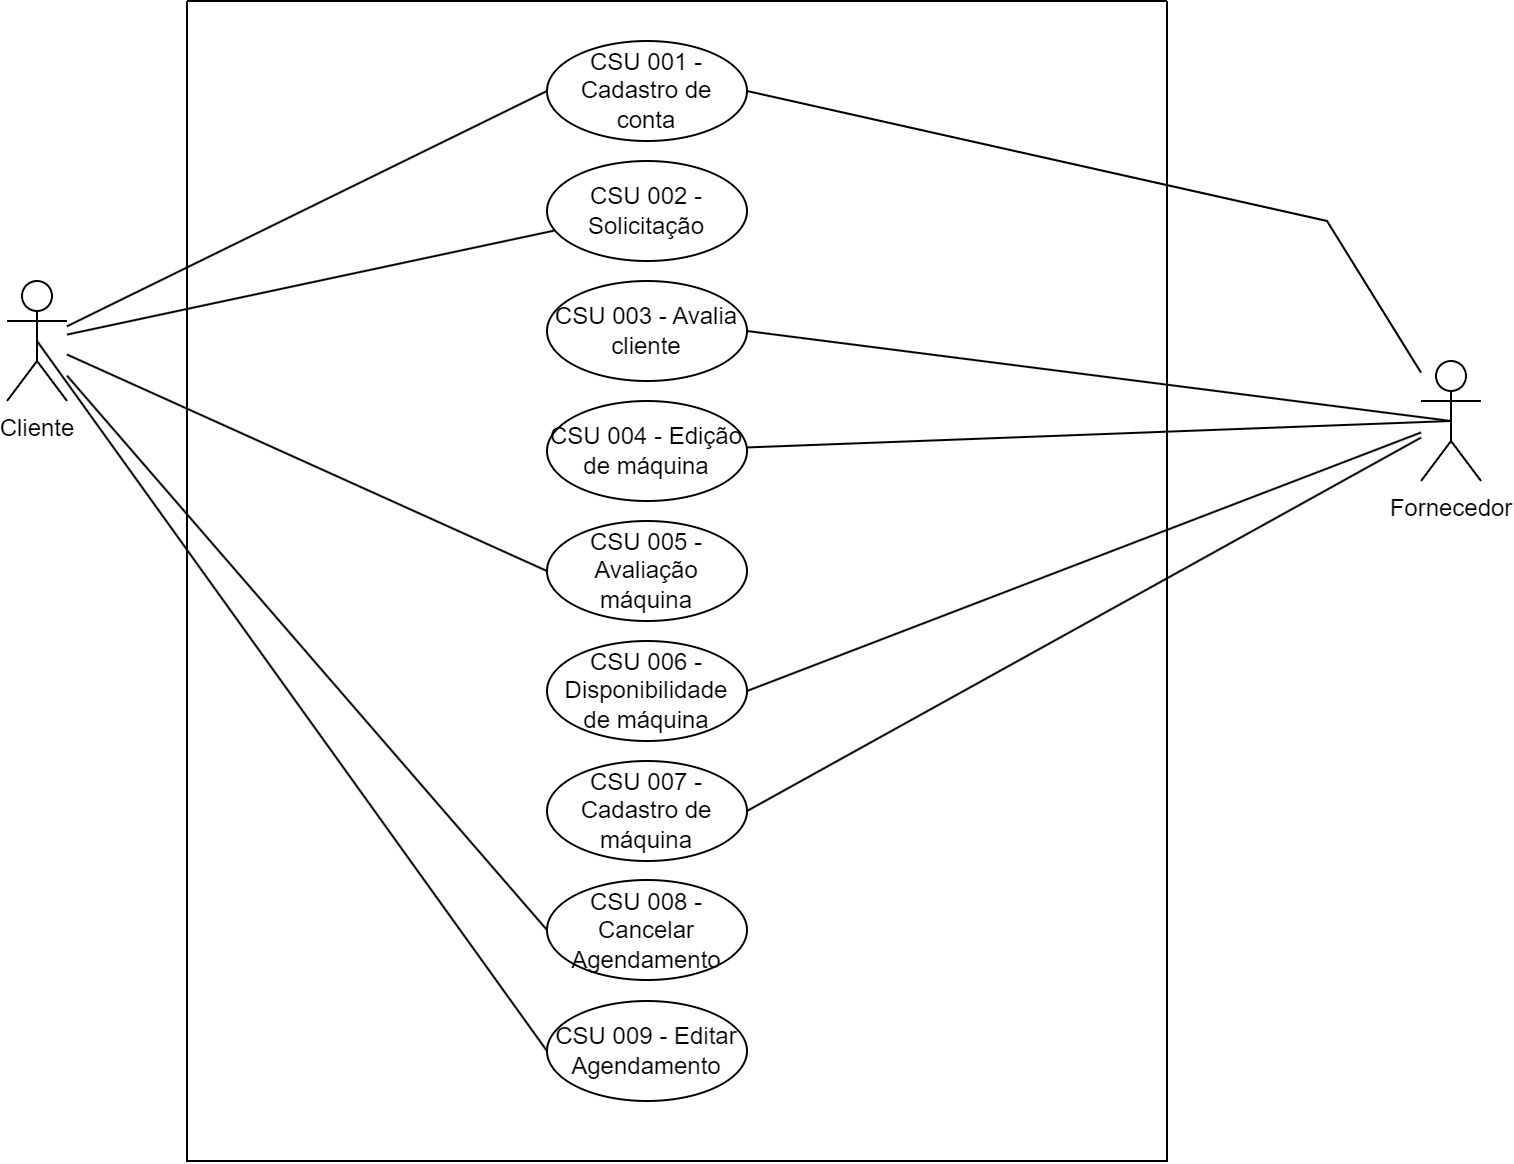 CSU 001 -
Cadastro de
conta
CSU 002 -
Solicitação
CSU 003 - Avalia
cliente
Cliente
CSU 004 - Edição
de máquina
Fornecedor
CSU 005 -
Avaliação
máquina
CSU 006 -
Disponibilidade
de máquina
CSU 007 -
Cadastro de
máquina
CSU 008 -
Cancelar
Agendamento
CSU 009 - Editar
Agendamento